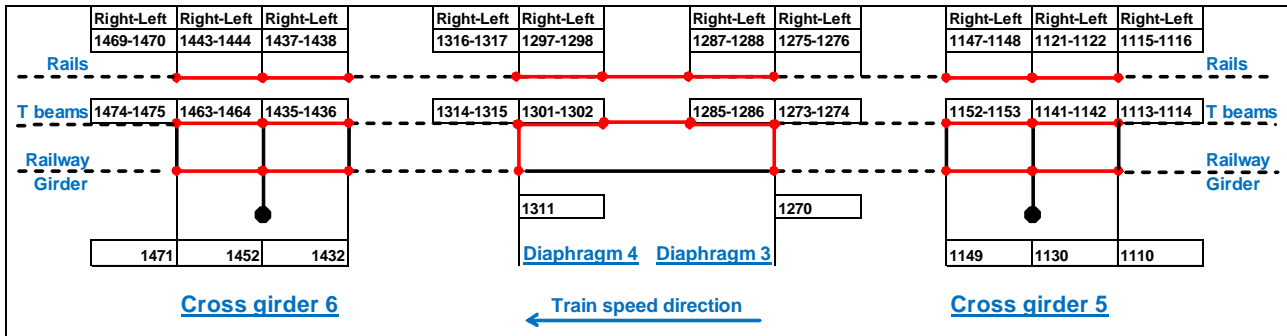 Right-Left Right-Left Right-Left Right-Left Right-Left Right-Left Right-Left Right-Left Right-Left Right-Left
1469-1470 1443-1444 1437-1438 1316-1317 1297-1298 1287-1288 1275-1276 1147-1148 1121-1122 1115-1116
Rails Rails
T beams 1474-1475 1463-1464 1435-1436 1314-1315 1301-1302 1285-1286 1273-1274 1152-1153 1141-1142 1113-1114 T beams
Railway Railway
Girder Girder
1311 1270
1471 1452 1432 Diaphragm 4 Diaphragm 3 1149 1130 1110
Cross girder 6 Train speed direction Cross girder 5